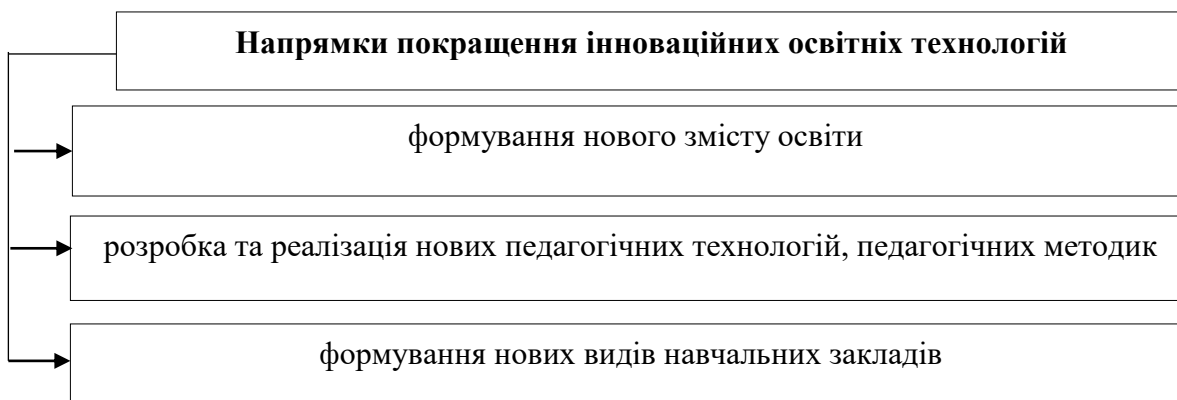 Напрямки покращення інноваційних освітніх технологій
формування нового змісту освіти
розробка та реалізація нових педагогічних технологій, педагогічних методик
формування нових видів навчальних закладів